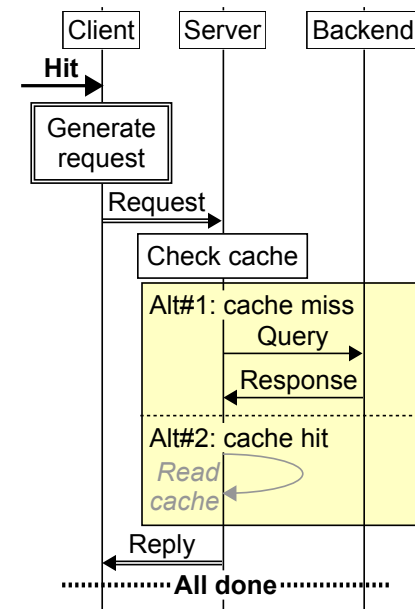 Client Server Backend
Hit
Generate
request
Request
Check cache
Alt#1: cache miss
Query
Response
Alt#2: cache hit
Read
cache
Reply
All done